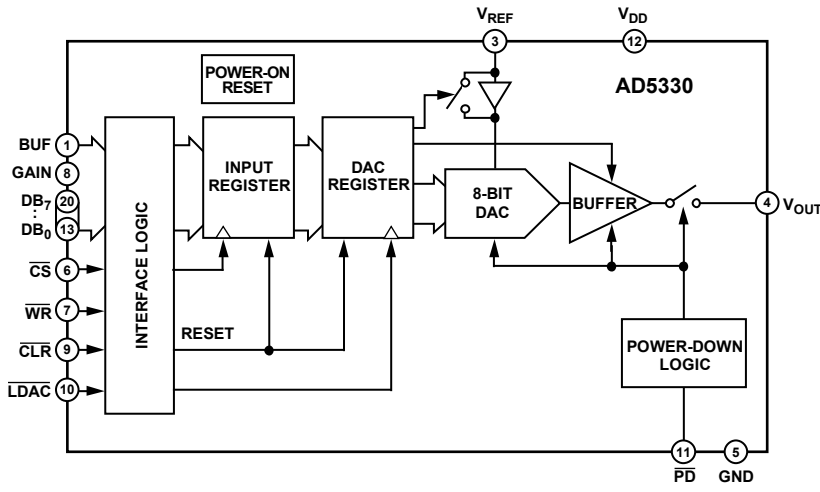 VREF
3
VDD
12
POWER-ON
RESET
AD5330
BUF
1
GAIN
8
DB7
20
:
DB0
13
CS
6
WR
7
CLR
9
LDAC
10
INTERFACE LOGIC
INPUT
REGISTER
DAC
REGISTER
8-BIT
DAC
BUFFER
4
VOUT
RESET
POWER-DOWN
LOGIC
11
PD
5
GND